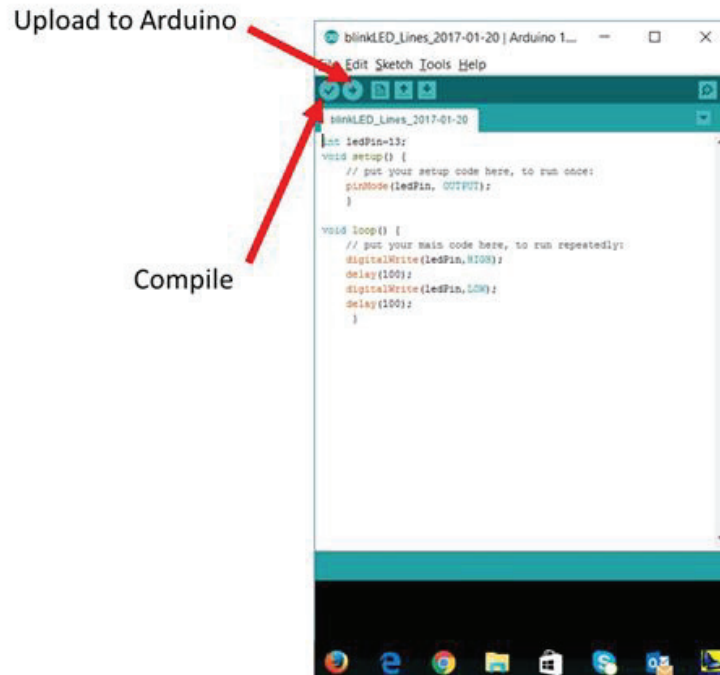 Upload to Arduino
blinkLED_Lines_2017-01-20 | Arduino 1...
File Edit Sketch Tools Help
blinkLED_Lines_2017-01-20
int ledPin=13;
void setup() {
// put your setup code here, to run once:
pinMode(ledPin, OUTPUT);
}
void loop() {
// put your main code here, to run repeatedly:
digitalWrite(ledPin,HIGH);
delay(100);
digitalWrite(ledPin,LOW);
delay(100);
}
Compile